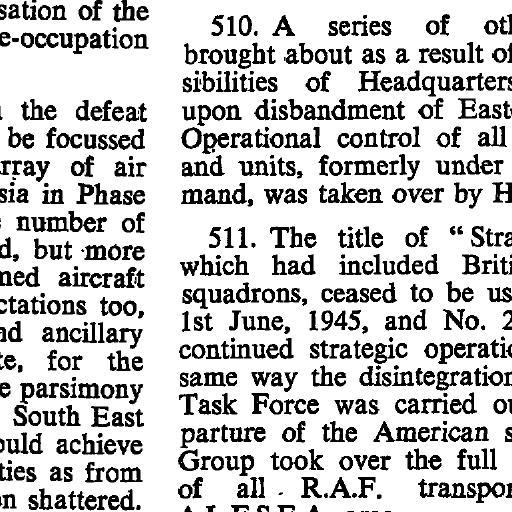 sation of the
e-occupation
the defeat
be focussed
rray of air
sia in Phase
number of
d, but more
med aircraft
ctations too,
nd ancillary
te, for the
e parsimony
South East
ould achieve
ties as from
on shattered.
510. A series of oth
brought about as a result of
sibilities of Headquarters
upon disbandment of East
Operational control of all
and units, formerly under
mand, was taken over by H
511. The title of “Stra
which had included Briti
squadrons, ceased to be us
1st June, 1945, and No. 2
continued strategic operatio
same way the disintegration
Task Force was carried ou
parture of the American s
Group took over the full
of all R.A.F. transpor